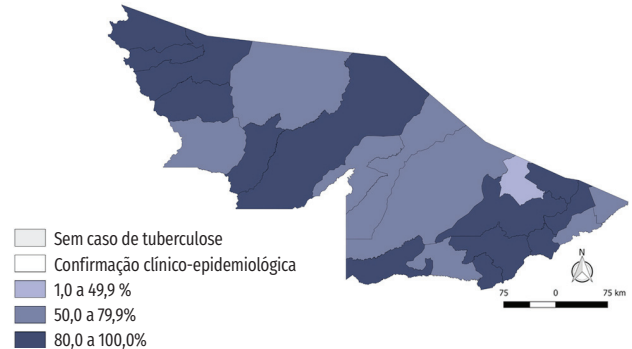 Sem caso de tuberculose
Confirmação clínico-epidemiológica
1,0 a 49,9 %
50,0 a 79,9%
80,0 a 100,0%
N
75 0 75 km